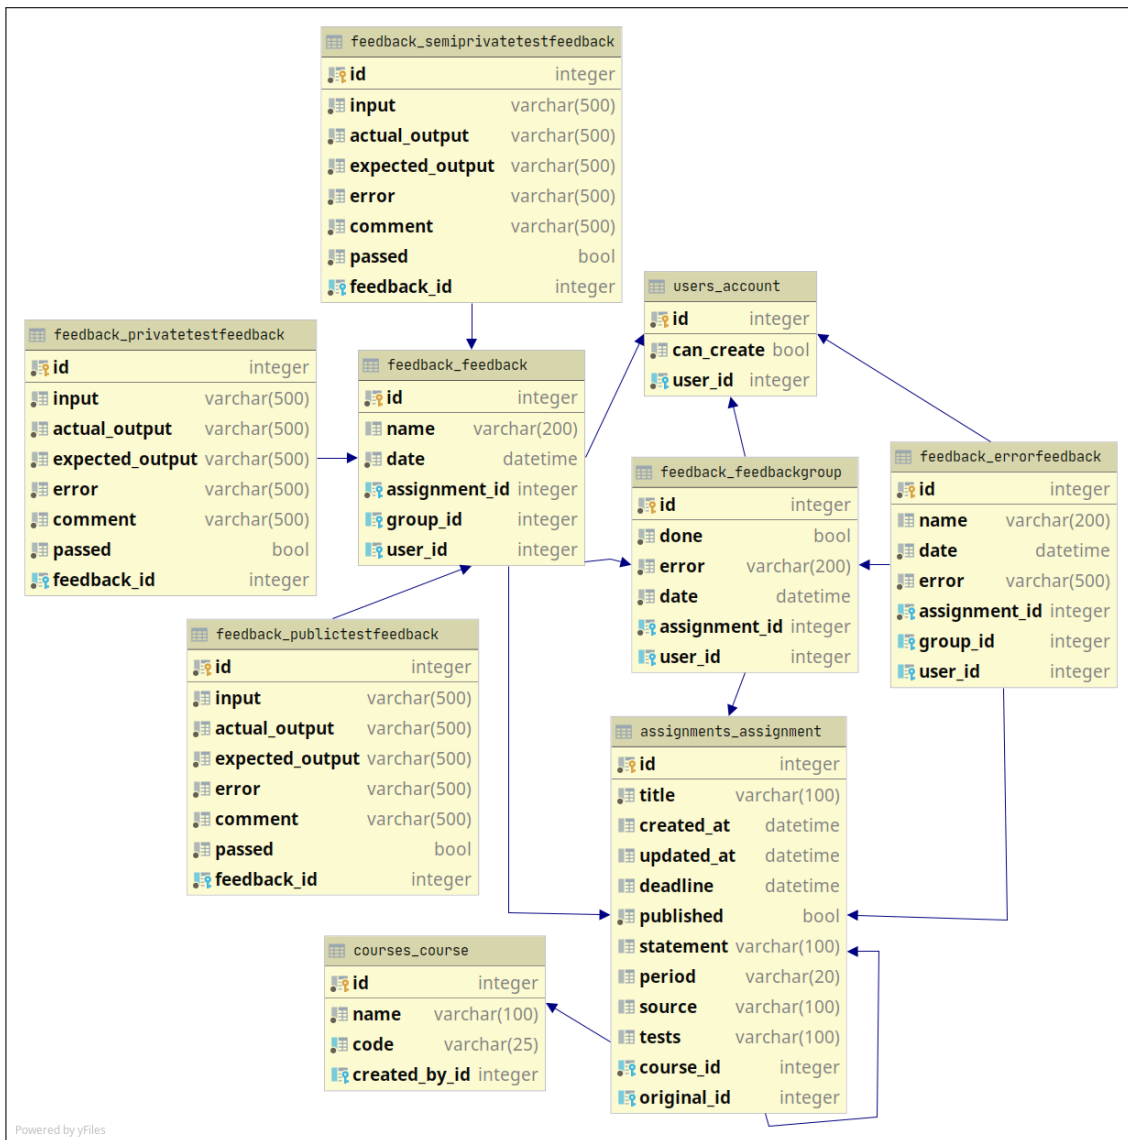 feedback_semiprivatetestfeedback
id integer
input varchar(500)
actual_output varchar(500)
expected_output varchar(500)
error varchar(500)
comment varchar(500)
passed bool
feedback_id integer
users_account
id integer
can_create bool
user_id integer
feedback_privatetestfeedback
id integer
input varchar(500)
actual_output varchar(500)
expected_output varchar(500)
error varchar(500)
comment varchar(500)
passed bool
feedback_id integer
feedback_feedback
id integer
name varchar(200)
date datetime
assignment_id integer
group_id integer
user_id integer
feedback_feedbackgroup
id integer
done bool
error varchar(200)
date datetime
assignment_id integer
user_id integer
feedback_errorfeedback
id integer
name varchar(200)
date datetime
error varchar(500)
assignment_id integer
group_id integer
user_id integer
feedback_publictestfeedback
id integer
input varchar(500)
actual_output varchar(500)
expected_output varchar(500)
error varchar(500)
comment varchar(500)
passed bool
feedback_id integer
assignments_assignment
id integer
title varchar(100)
created_at datetime
updated_at datetime
deadline datetime
published bool
statement varchar(100)
period varchar(20)
source varchar(100)
tests varchar(100)
course_id integer
original_id integer
courses_course
id integer
name varchar(100)
code varchar(25)
created_by_id integer
Powered by yFiles